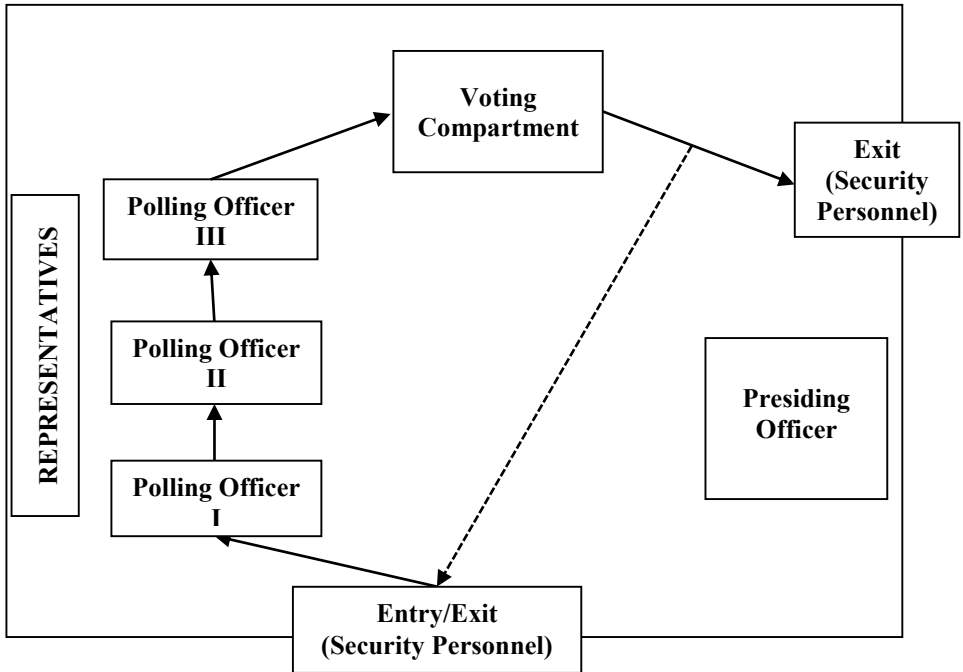 Voting
Compartment
Exit
(Security
Personnel)
Polling Officer
III
REPRESENTATIVES
Polling Officer
II
Presiding
Officer
Polling Officer
I
Entry/Exit
(Security Personnel)